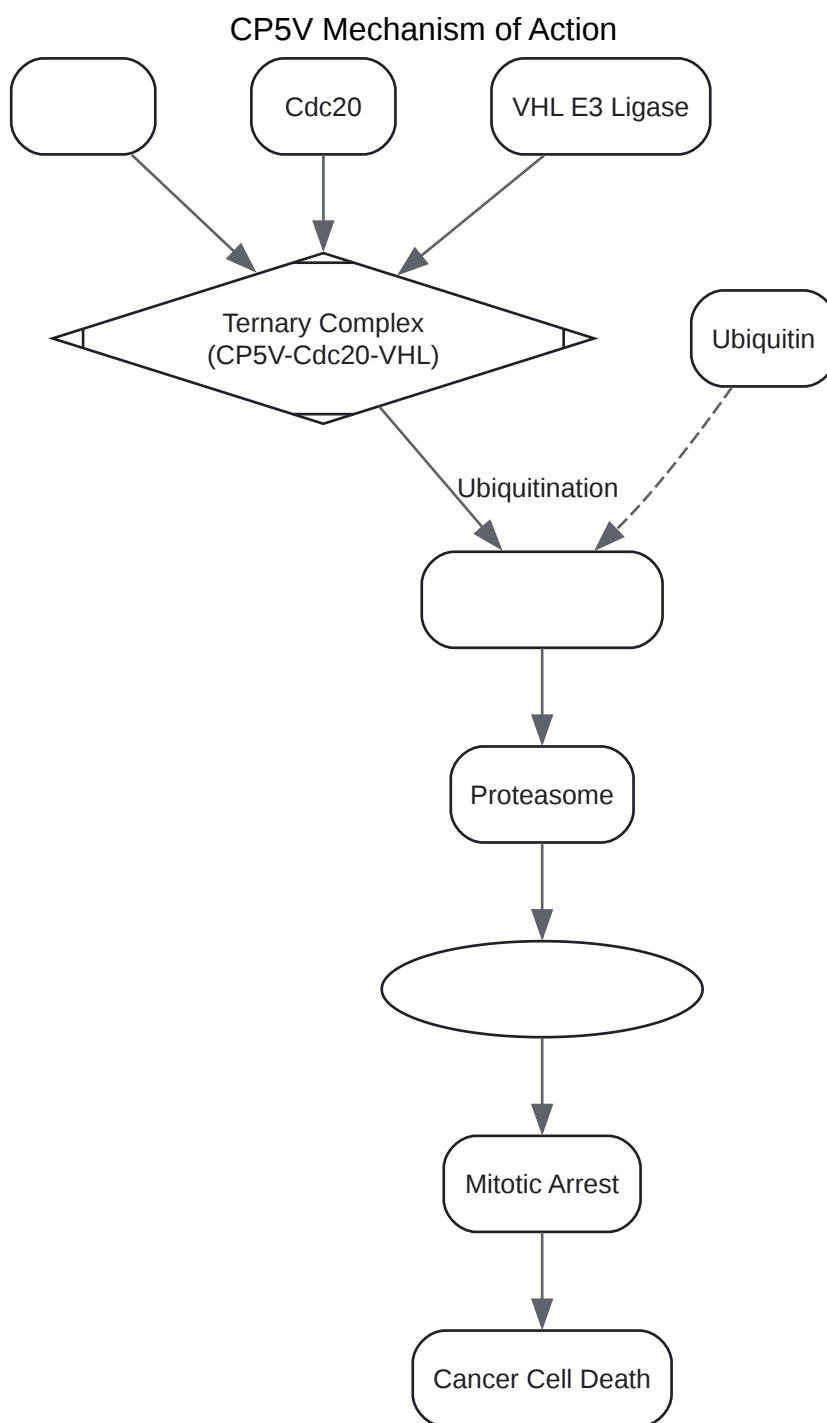 CP5V Mechanism of Action
Cdc20
VHL E3 Ligase
Ternary Complex
(CP5V-Cdc20-VHL)
Ubiquitin
Ubiquitination
Proteasome
Mitotic Arrest
Cancer Cell Death